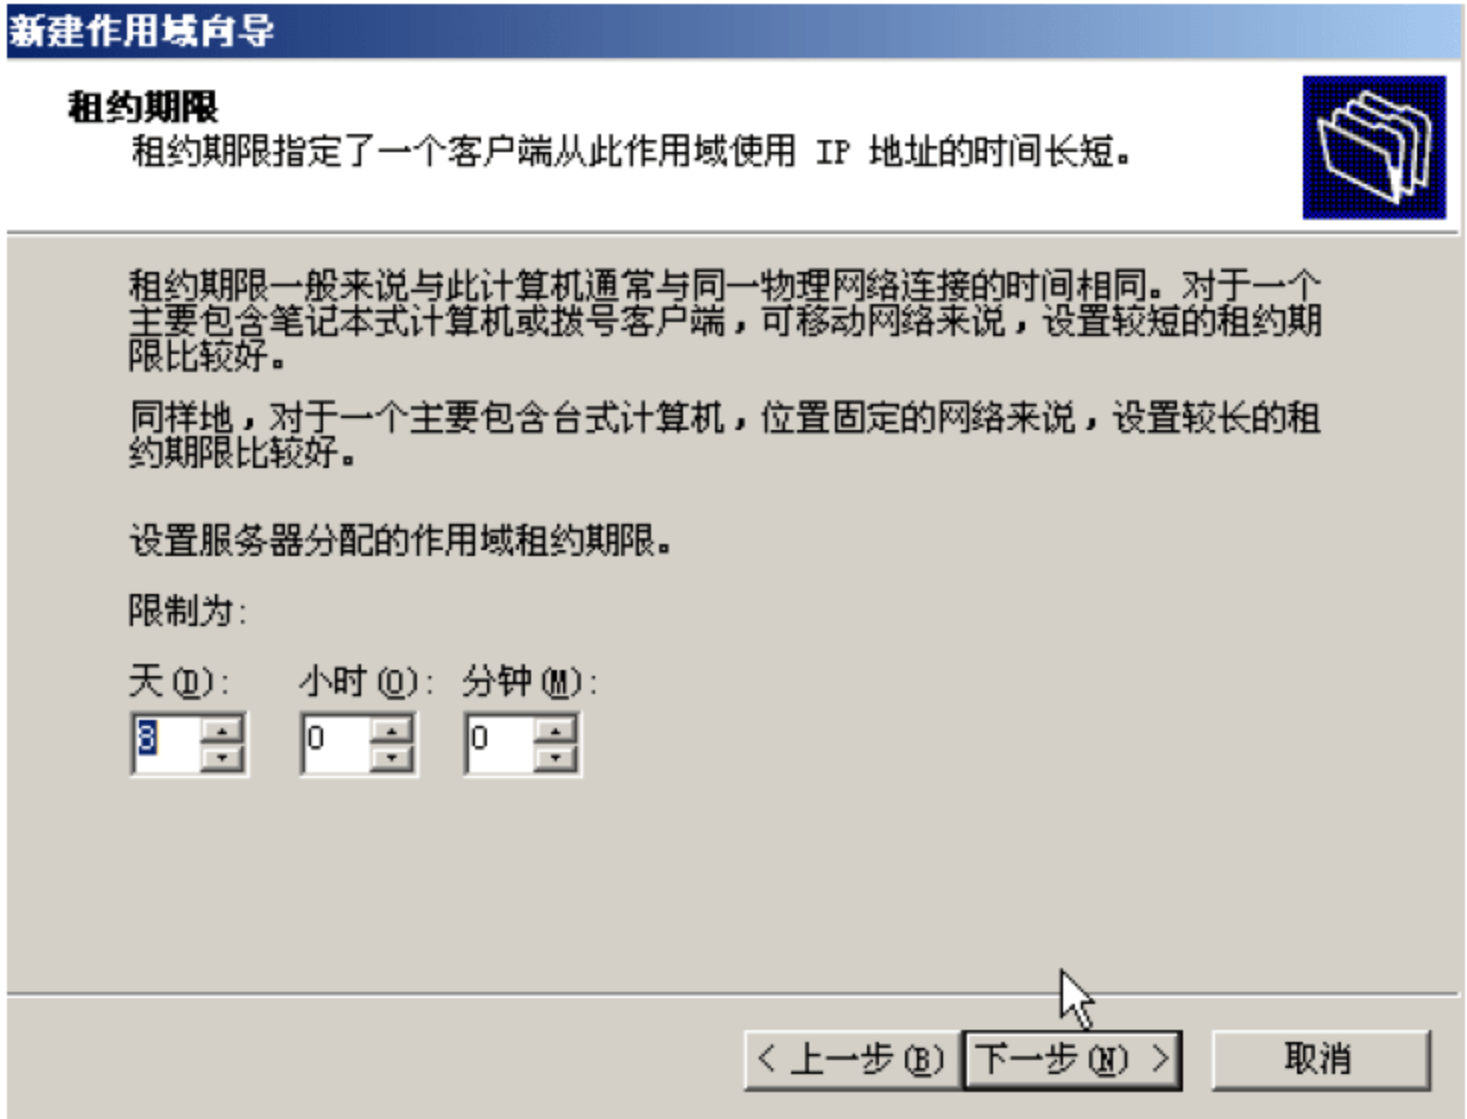 新建作用域向导
租约期限
租约期限指定了一个客户端从此作用域使用 IP 地址的时间长短。
租约期限一般来说与此计算机通常与同一物理网络连接的时间相同。对于一个
主要包含笔记本式计算机或拨号客户端，可移动网络来说，设置较短的租约期
限比较好。
同样地，对于一个主要包含台式计算机，位置固定的网络来说，设置较长的租
约期限比较好。
设置服务器分配的作用域租约期限。
限制为:
天(D): 小时(O): 分钟(M):
8 0 0
< 上一步(B) 下一步(N) > 取消